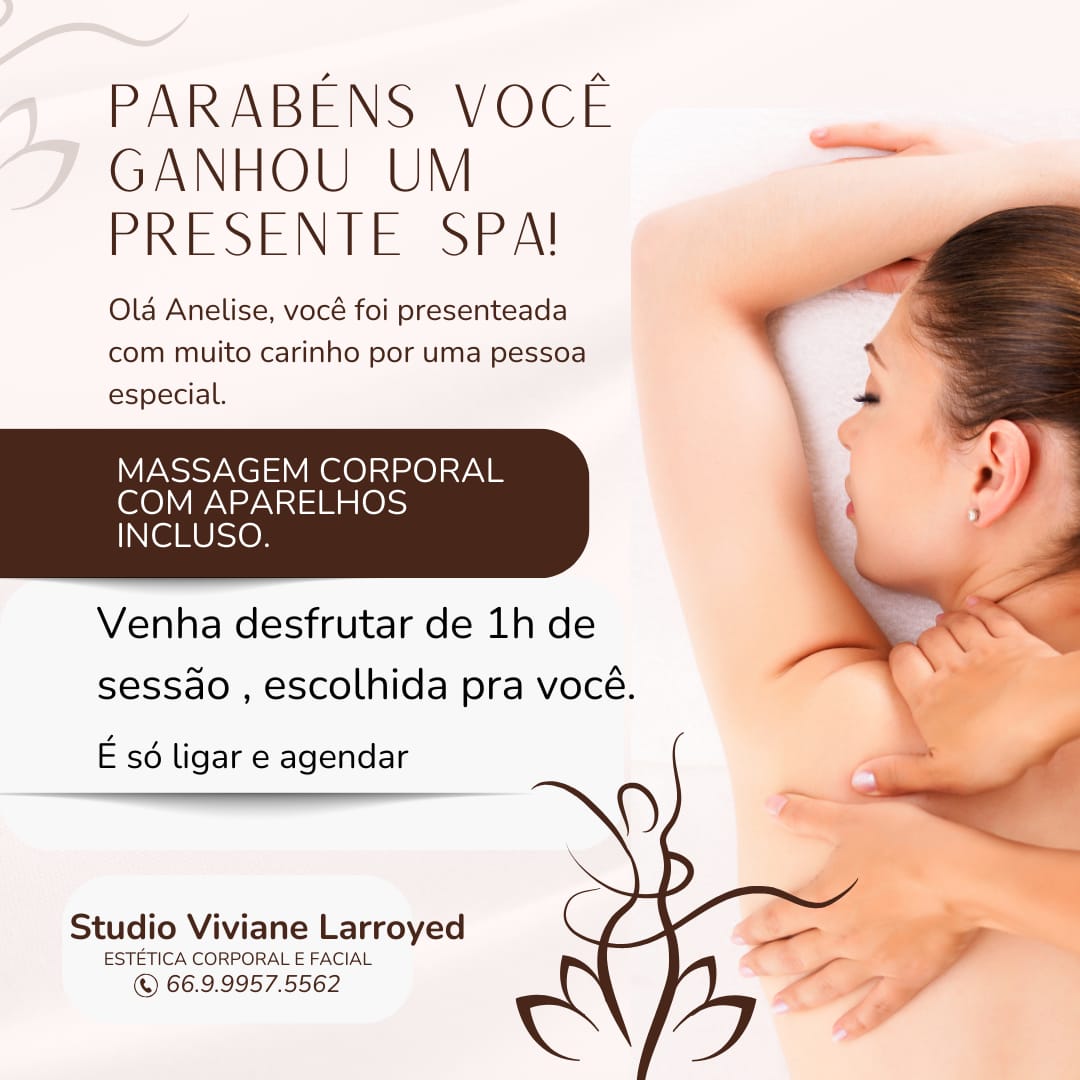 PARABÉNS VOCÊ
GANHOU UM
PRESENTE SPA!
Olá Anelise, você foi presenteada
com muito carinho por uma pessoa
especial.
MASSAGEM CORPORAL
COM APARELHOS
INCLUSO.
Venha desfrutar de 1h de
sessão , escolhida pra você.
É só ligar e agendar
Studio Viviane Larroyed
ESTÉTICA CORPORAL E FACIAL
66.9.9957.5562